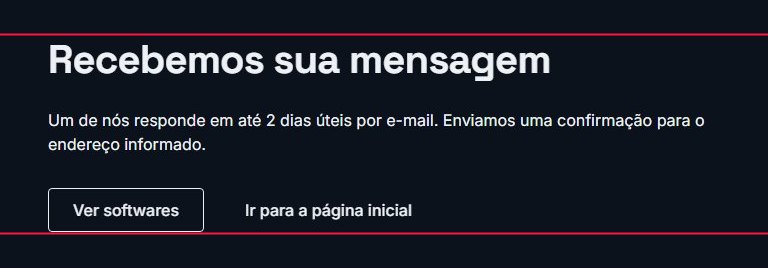 Recebemos sua mensagem
Um de nós responde em até 2 dias úteis por e-mail. Enviamos uma confirmação para o
endereço informado.
Ver softwares
Ir para a página inicial